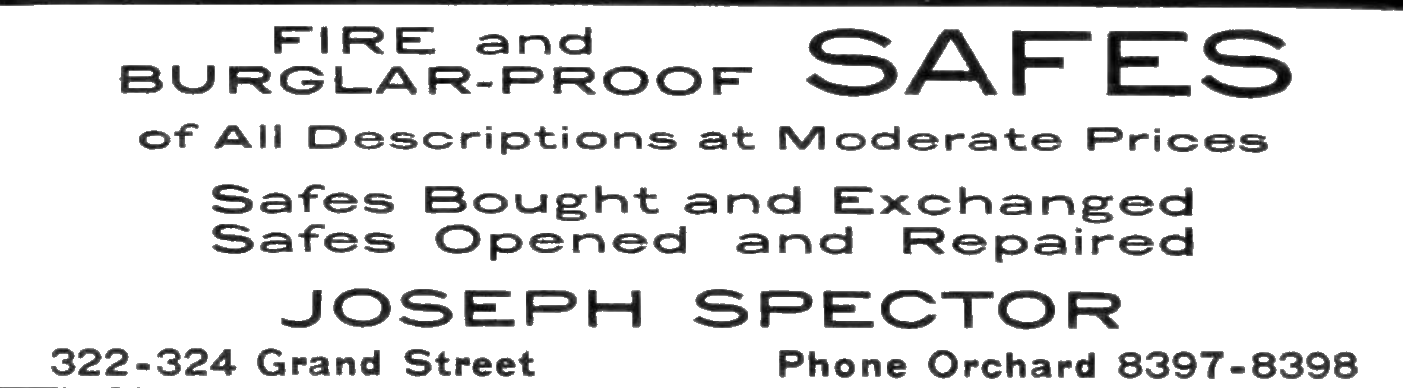 FIRE and
BURGLAR-PROOF SAFES
of All Descriptions at Moderate Prices
Safes Bought and Exchanged
Safes Opened and Repaired
JOSEPH SPECTOR
322-324 Grand Street Phone Orchard 8397-8398